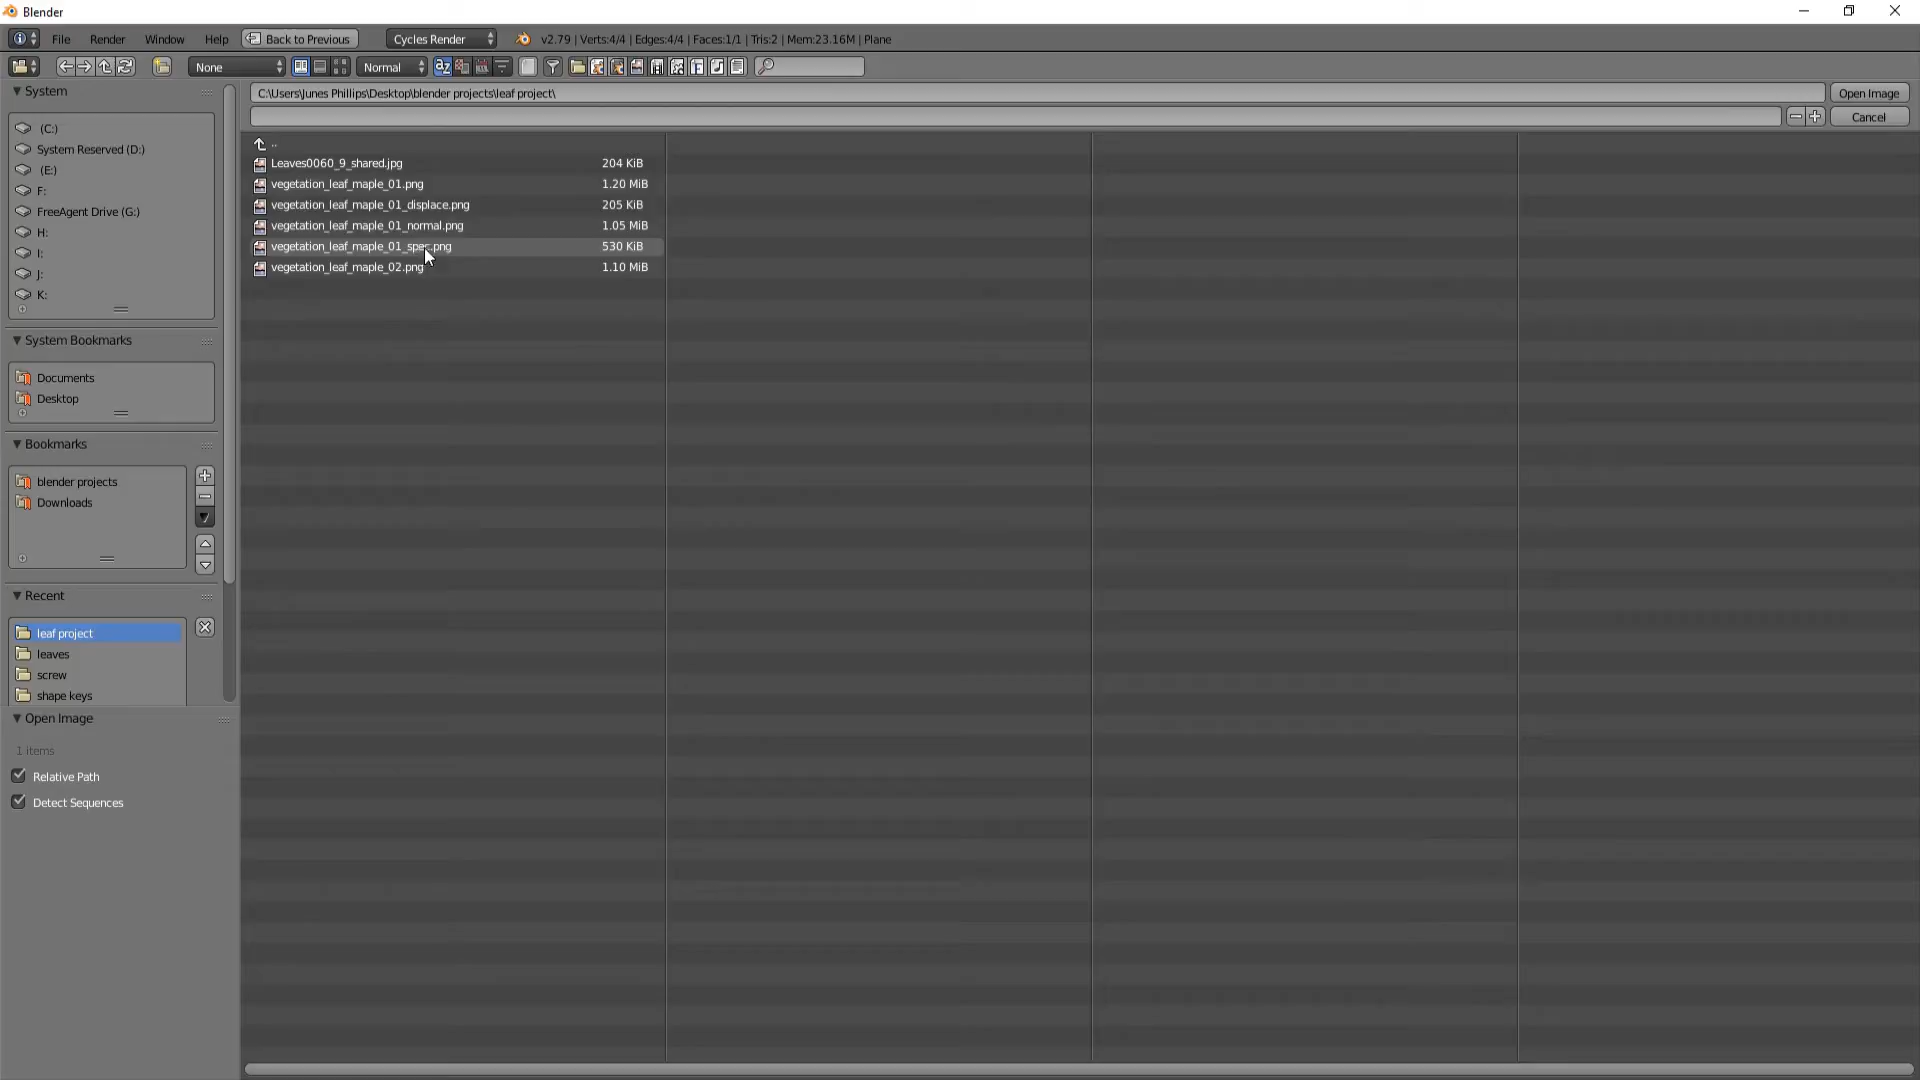 Blender
File Render Window Help Back to Previous Cycles Render v2.79 | Verts:4/4 | Edges:4/4 | Faces:1/1 | Tris:2 | Mem:23.16M | Plane
None Normal
System
C:\Users\Junes Phillips\Desktop\blender projects\leaf project\ Open Image
Cancel
(C:)
System Reserved (D:)
(E:)
F:
FreeAgent Drive (G:)
H:
I:
J:
K:
..
Leaves0060_9_shared.jpg 204 KiB
vegetation_leaf_maple_01.png 1.20 MiB
vegetation_leaf_maple_01_displace.png 205 KiB
vegetation_leaf_maple_01_normal.png 1.05 MiB
vegetation_leaf_maple_01_spec.png 530 KiB
vegetation_leaf_maple_02.png 1.10 MiB
System Bookmarks
Documents
Desktop
Bookmarks
blender projects
Downloads
Recent
leaf project
leaves
screw
shape keys
Open Image
1 items
Relative Path
Detect Sequences